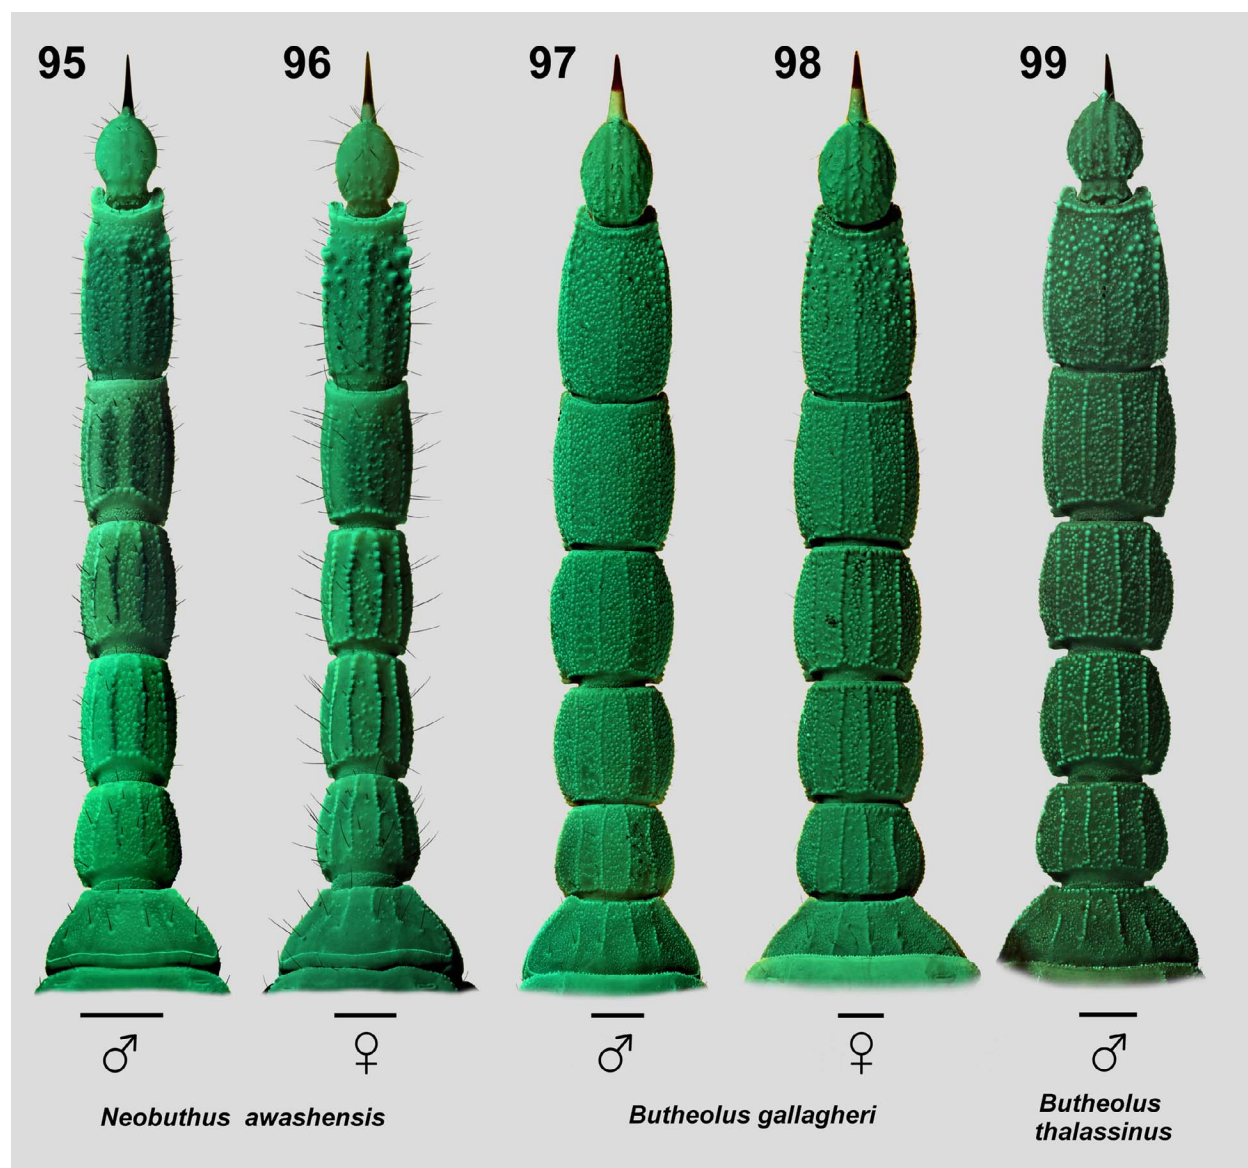 95 96 97 98 99
♂ ♀ ♂ ♀ ♂
Neobuthus awashensis
Butheolus gallagheri
Butheolus
thalassinus